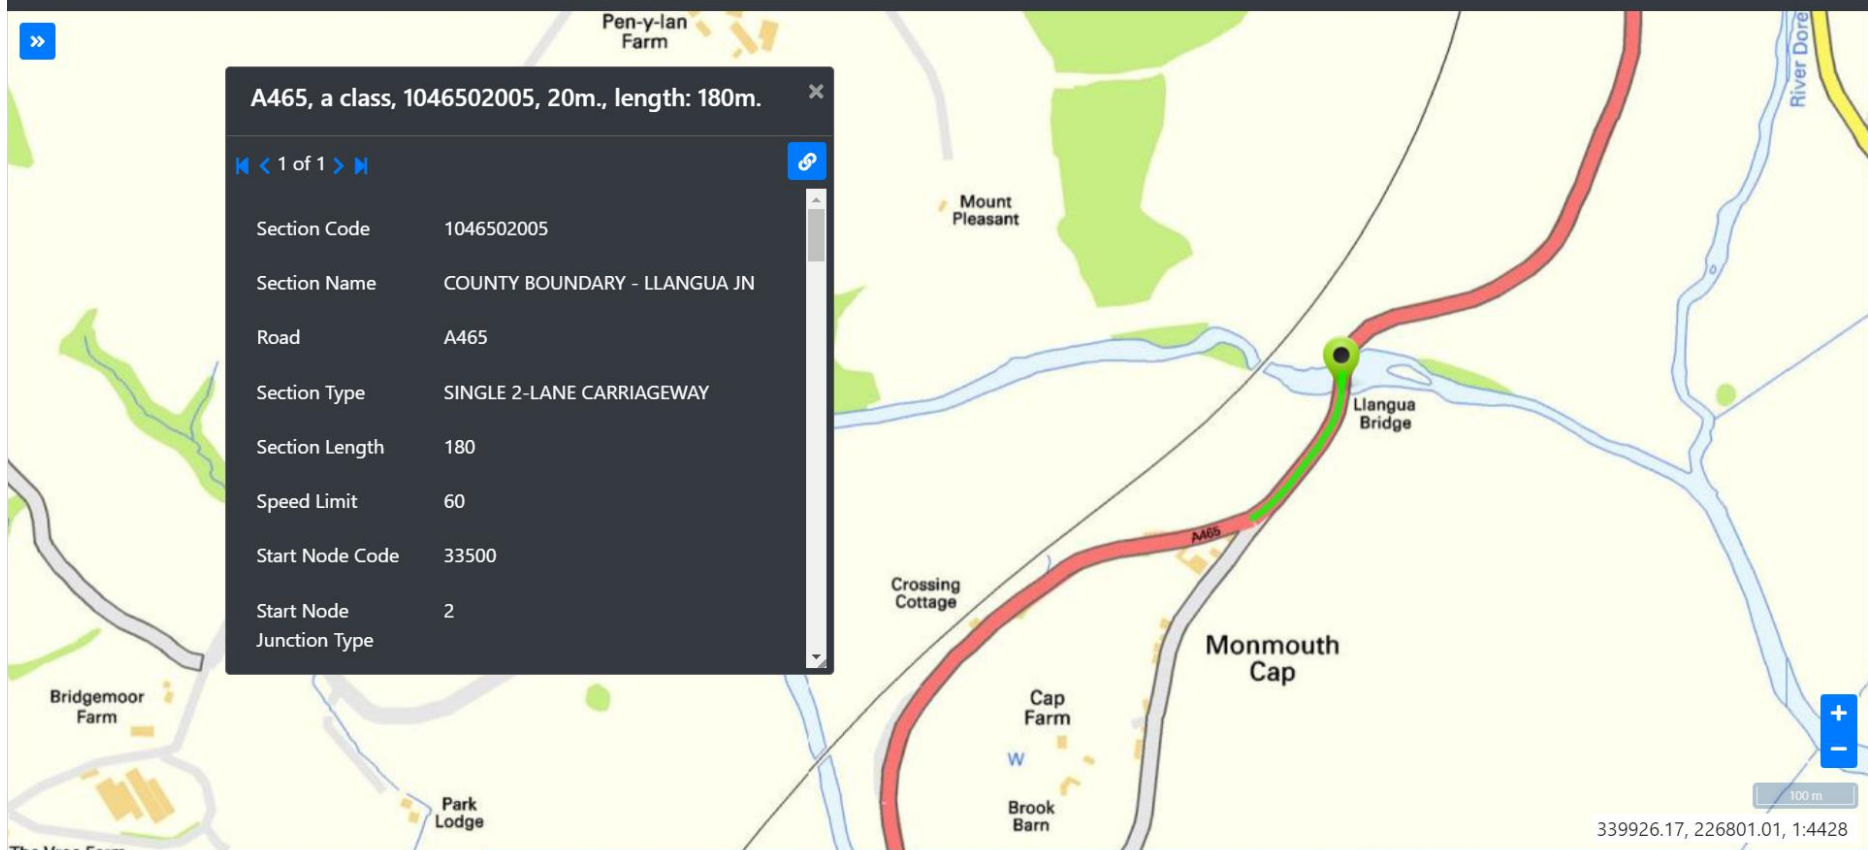 Pen-y-lan
Farm
River Dore
»
A465, a class, 1046502005, 20m., length: 180m.
1 of 1
Section Code 1046502005
Section Name COUNTY BOUNDARY - LLANGUA JN
Road A465
Section Type SINGLE 2-LANE CARRIAGEWAY
Section Length 180
Speed Limit 60
Start Node Code 33500
Start Node 2
Junction Type
Mount
Pleasant
Llangua
Bridge
A465
Crossing
Cottage
Monmouth
Cap
Bridgemoor
Farm
Cap
Farm
W
Park
Lodge
Brook
Barn
+
−
100 m
339926.17, 226801.01, 1:4428